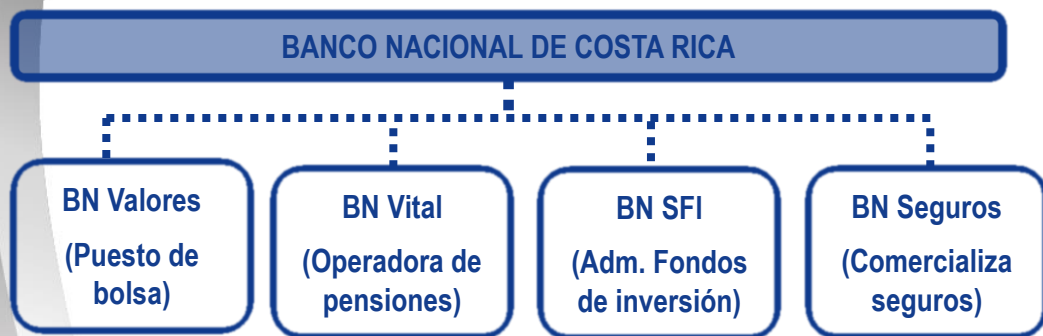 BANCO NACIONAL DE COSTA RICA
BN Valores
(Puesto de
bolsa)
BN Vital
(Operadora de
pensiones)
BN SFI
(Adm. Fondos
de inversión)
BN Seguros
(Comercializa
seguros)